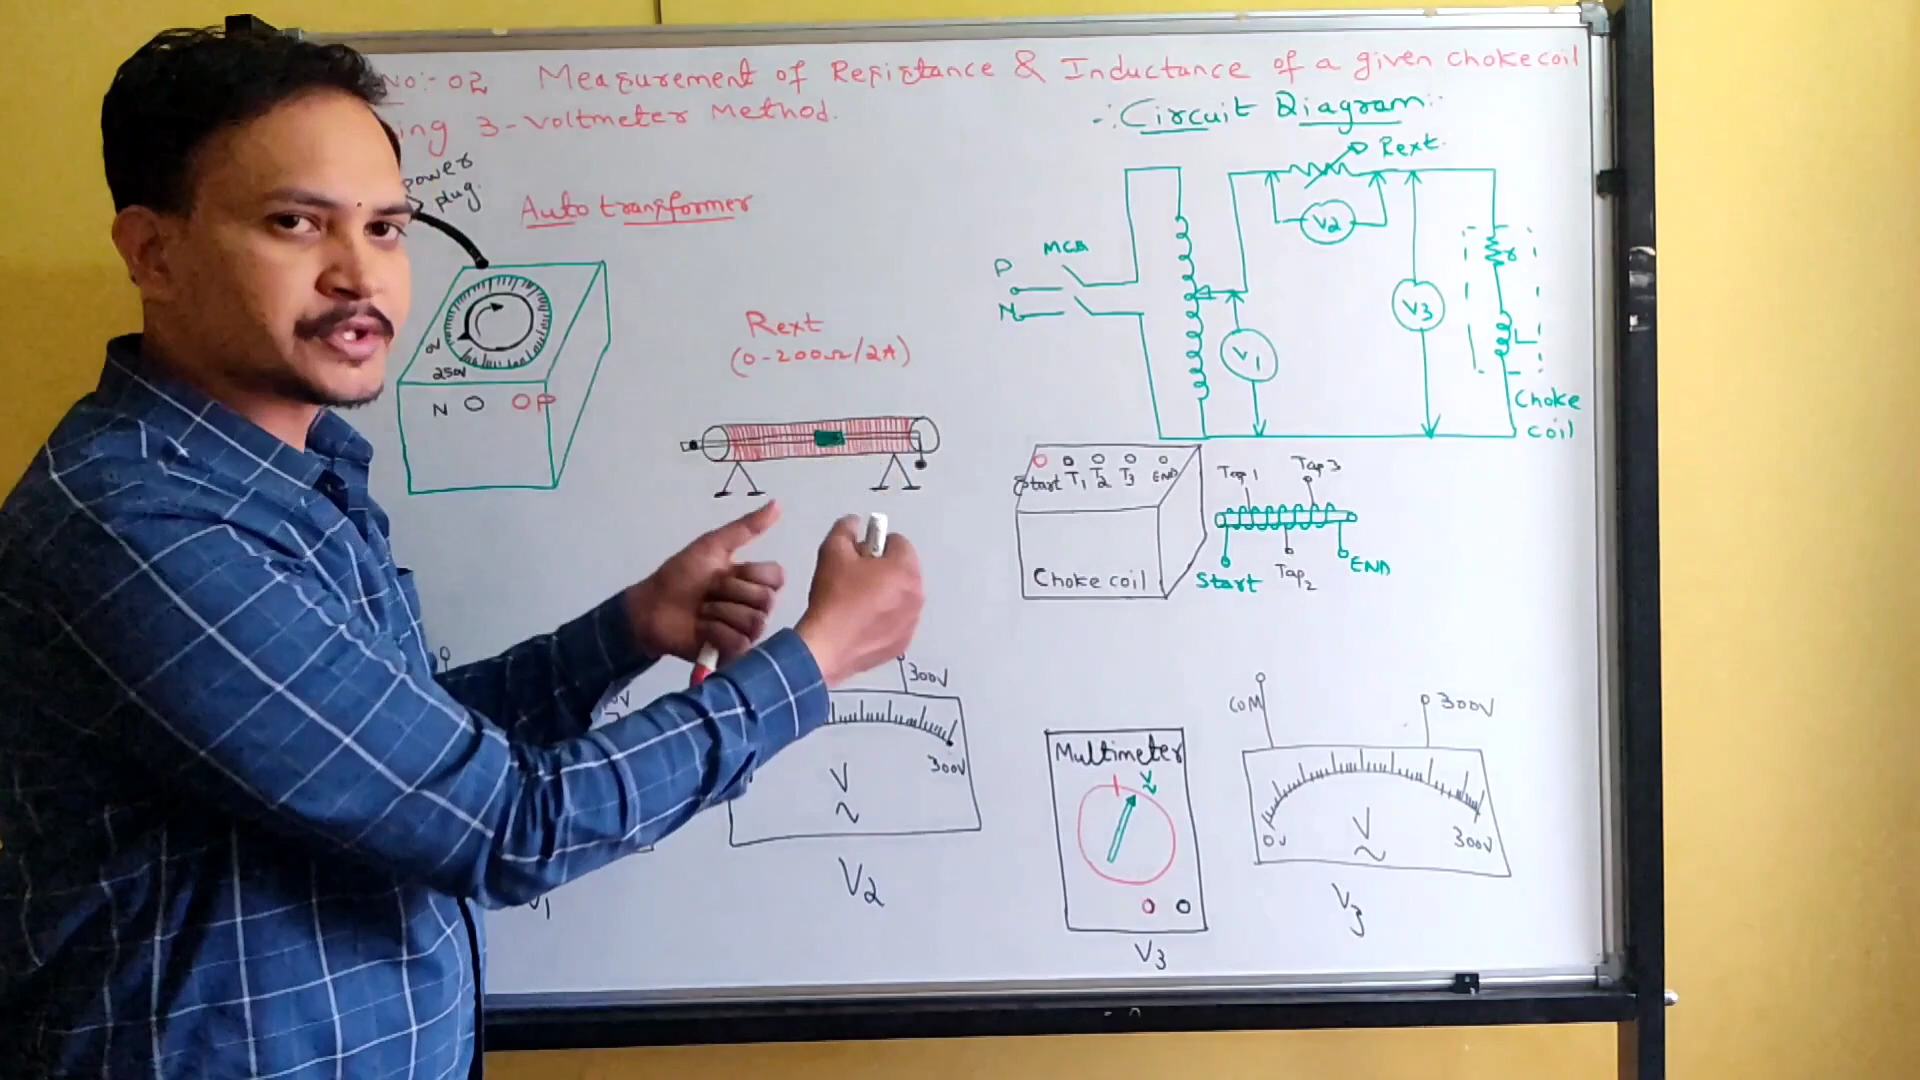 No:- 02 Measurement of Resistance & Inductance of a given choke coil
ing 3-Voltmeter Method.
-: Circuit Diagram :-
power
plug.
Auto transformer
0V
250V
N O O P
Rext
(0-200Ω/2A)
P
N
MCB
Rext.
V2
V1
V3
r
L
Choke
coil
Start T1 T2 T3 END
Choke coil
Tap 1
Tap 3
Start
Tap2
END
300V
300V
V
~
V2
V1
Multimeter
V
~
V3
COM
300V
0V
300V
V
~
V3